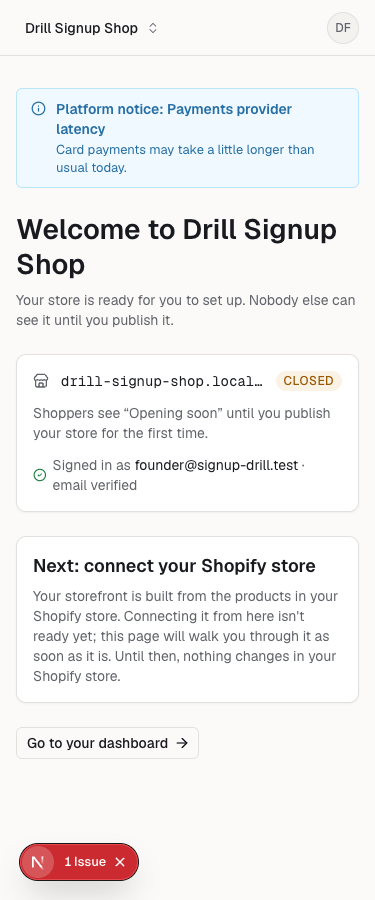 Drill Signup Shop
DF
Platform notice: Payments provider
latency
Card payments may take a little longer than
usual today.
Welcome to Drill Signup
Shop
Your store is ready for you to set up. Nobody else can
see it until you publish it.
drill-signup-shop.local…
CLOSED
Shoppers see “Opening soon” until you publish
your store for the first time.
Signed in as founder@signup-drill.test ·
email verified
Next: connect your Shopify store
Your storefront is built from the products in your
Shopify store. Connecting it from here isn't
ready yet; this page will walk you through it as
soon as it is. Until then, nothing changes in your
Shopify store.
Go to your dashboard →
N
1 Issue